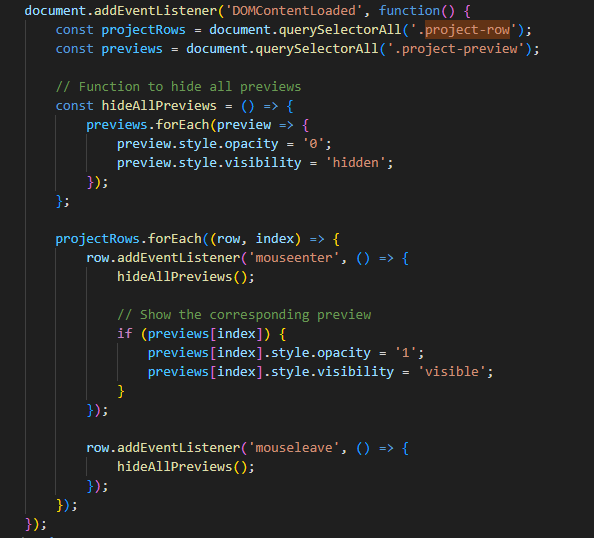 document.addEventListener('DOMContentLoaded', function() {
    const projectRows = document.querySelectorAll('.project-row');
    const previews = document.querySelectorAll('.project-preview');

    // Function to hide all previews
    const hideAllPreviews = () => {
        previews.forEach(preview => {
            preview.style.opacity = '0';
            preview.style.visibility = 'hidden';
        });
    };

    projectRows.forEach((row, index) => {
        row.addEventListener('mouseenter', () => {
            hideAllPreviews();

            // Show the corresponding preview
            if (previews[index]) {
                previews[index].style.opacity = '1';
                previews[index].style.visibility = 'visible';
            }
        });

        row.addEventListener('mouseleave', () => {
            hideAllPreviews();
        });
    });
});